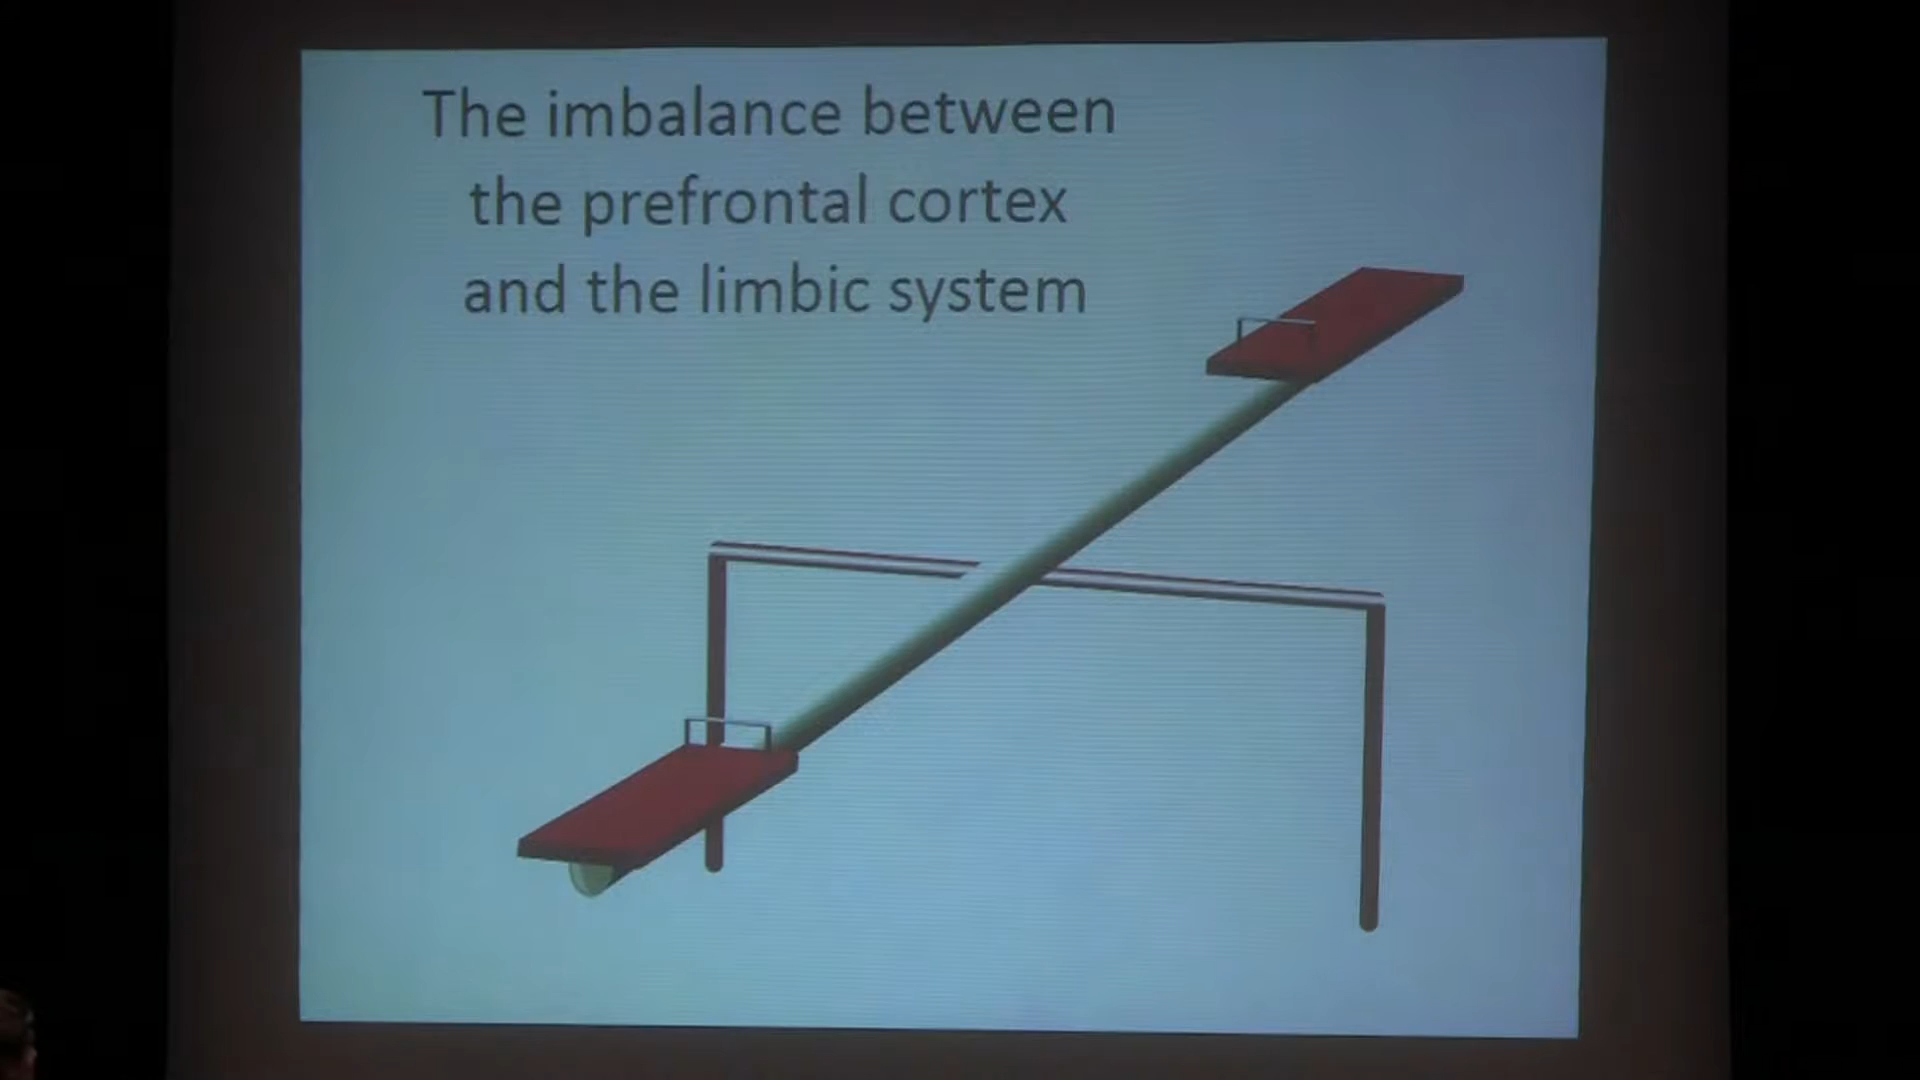 The imbalance between
the prefrontal cortex
and the limbic system